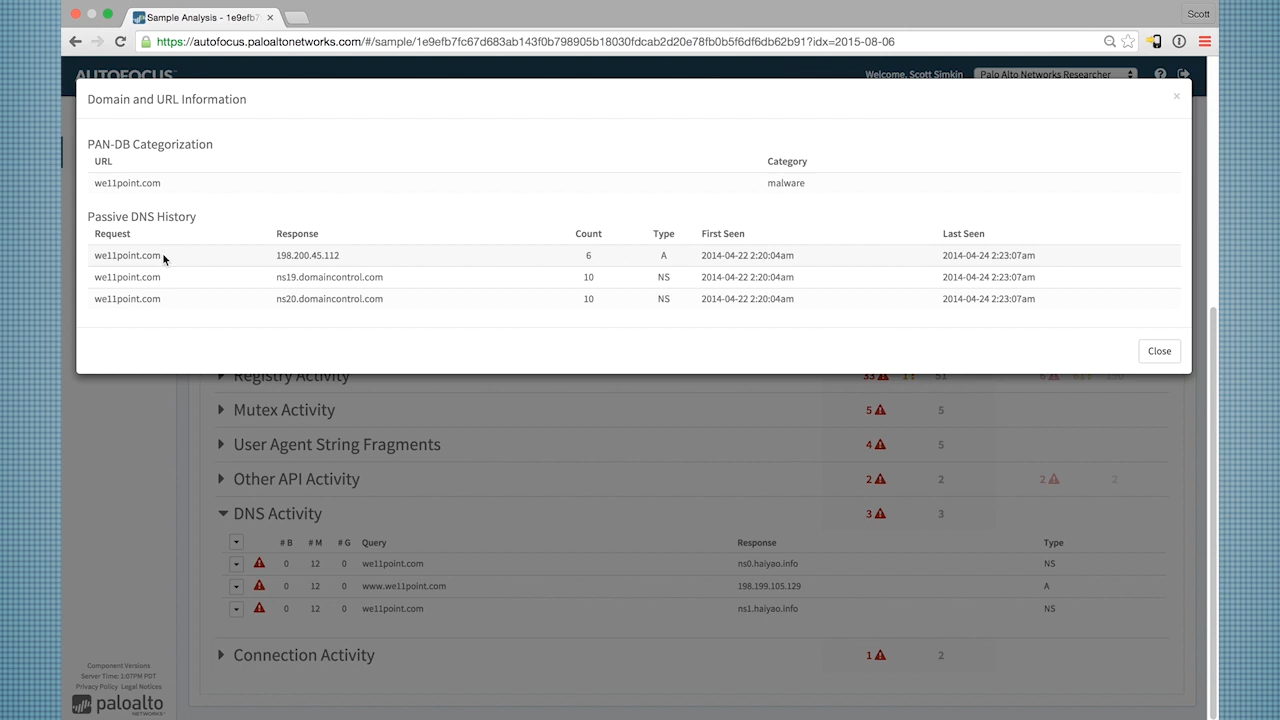 Sample Analysis - 1e9efb7
Scott
https://autofocus.paloaltonetworks.com/#/sample/1e9efb7fc67d683de143f0b798905b18030fdcab2d20e78fb0b5f6df6db62b91?idx=2015-08-06
AUTOFOCUS Welcome, Scott Simkin Palo Alto Networks Researcher
Domain and URL Information ×
PAN-DB Categorization
URL Category
we11point.com malware
Passive DNS History
Request Response Count Type First Seen Last Seen
we11point.com 198.200.45.112 6 A 2014-04-22 2:20:04am 2014-04-24 2:23:07am
we11point.com ns19.domaincontrol.com 10 NS 2014-04-22 2:20:04am 2014-04-24 2:23:07am
we11point.com ns20.domaincontrol.com 10 NS 2014-04-22 2:20:04am 2014-04-24 2:23:07am
Close
Registry Activity 33 51
Mutex Activity 5 5
User Agent String Fragments 4 5
Other API Activity 2 2 2 2
DNS Activity 3 3
# B # M # G Query Response Type
0 12 0 we11point.com ns0.haiyao.info NS
0 12 0 www.we11point.com 198.199.105.129 A
0 12 0 we11point.com ns1.haiyao.info NS
Connection Activity 1 2
Component Versions
Server Time: 1:07PM PDT
Privacy Policy Legal Notices
paloalto
NETWORKS